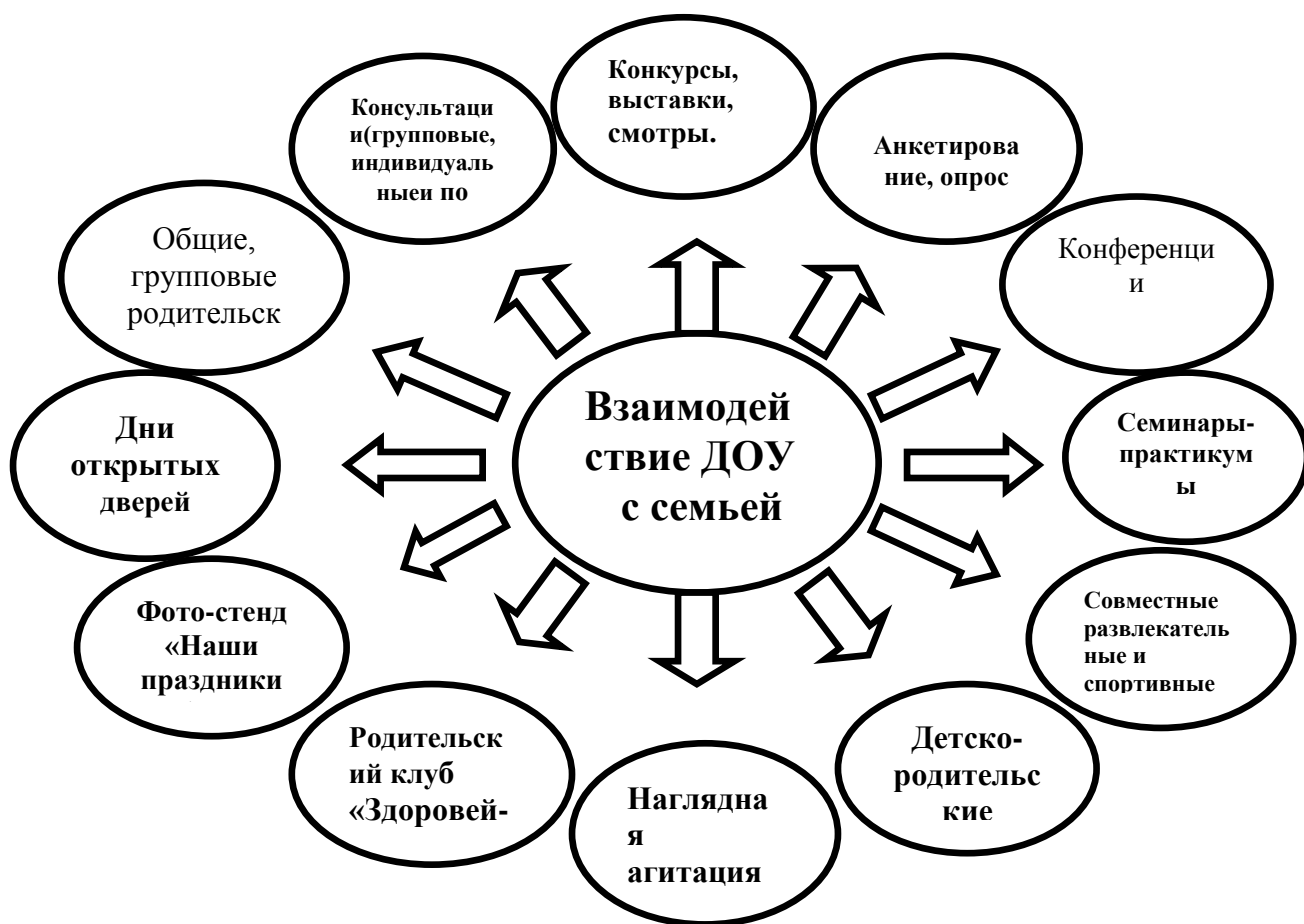 Конкурсы,
выставки,
смотры.
Консультаци
и(групповые,
индивидуаль
ныеи по
Анкетирова
ние, опрос
Общие,
групповые
родительск
Конференци
и
Взаимодей
ствие ДОУ
с семьей
Дни
открытых
дверей
Семинары-
практикум
ы
Фото-стенд
«Наши
праздники
Совместные
развлекатель
ные и
спортивные
Родительск
ий клуб
«Здоровей-
Наглядна
я
агитация
Детско-
родительс
кие